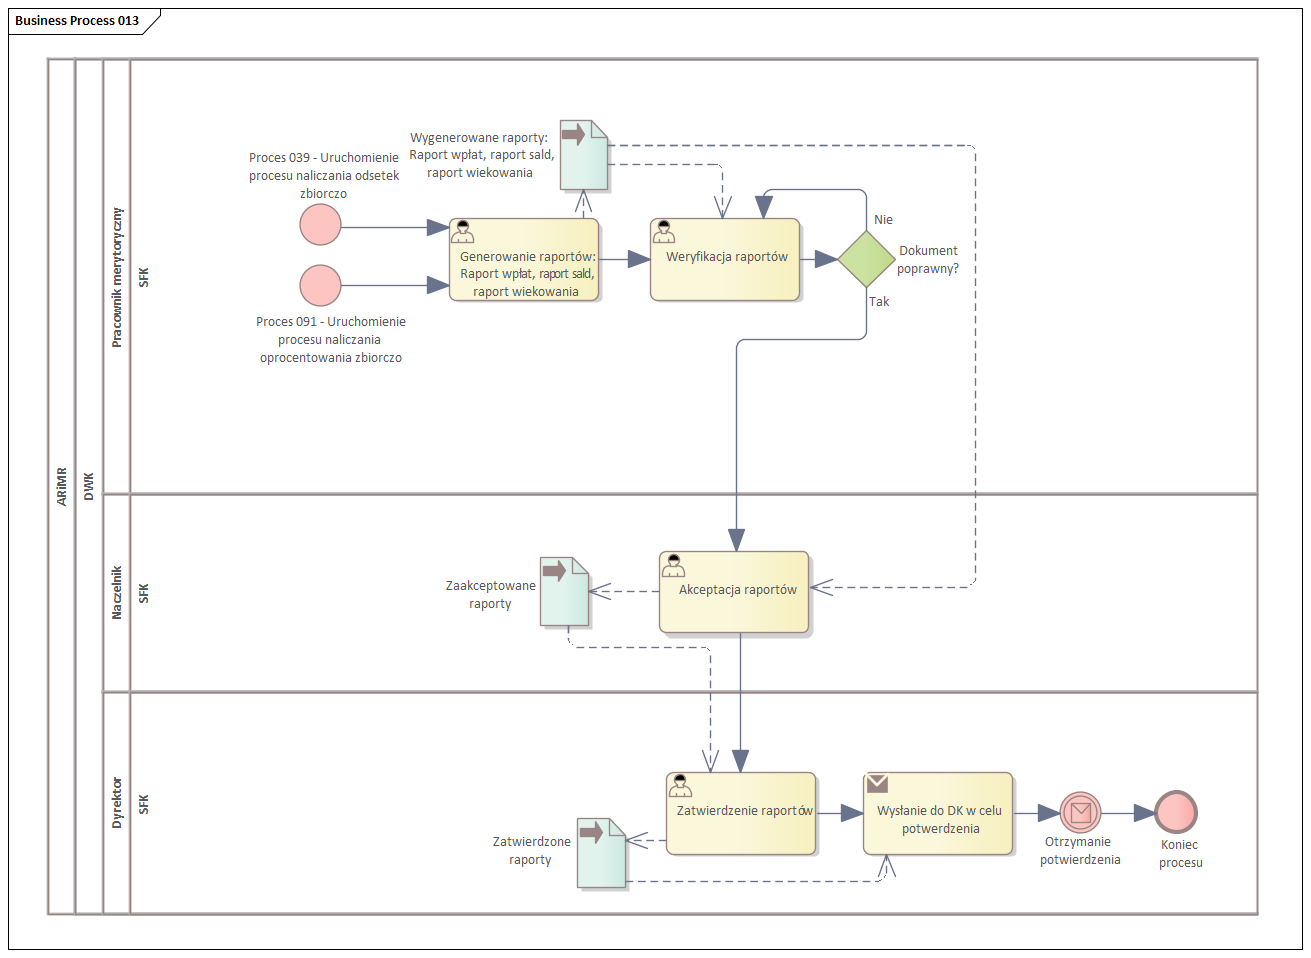 Business Process 013
ARiMR
DWK
Pracownik merytoryczny
SFK
Proces 039 - Uruchomienie
procesu naliczania odsetek
zbiorczo
Wygenerowane raporty:
Raport wpłat, raport sald,
raport wiekowania
Generowanie raportów:
Raport wpłat, raport sald,
raport wiekowania
Weryfikacja raportów
Nie
Dokument
poprawny?
Tak
Proces 091 - Uruchomienie
procesu naliczania
oprocentowania zbiorczo
Naczelnik
SFK
Zaakceptowane
raporty
Akceptacja raportów
Dyrektor
SFK
Zatwierdzenie raportów
Wysłanie do DK w celu
potwerdzenia
Zatwierdzone
raporty
Otrzymanie
potwierdzenia
Koniec
procesu